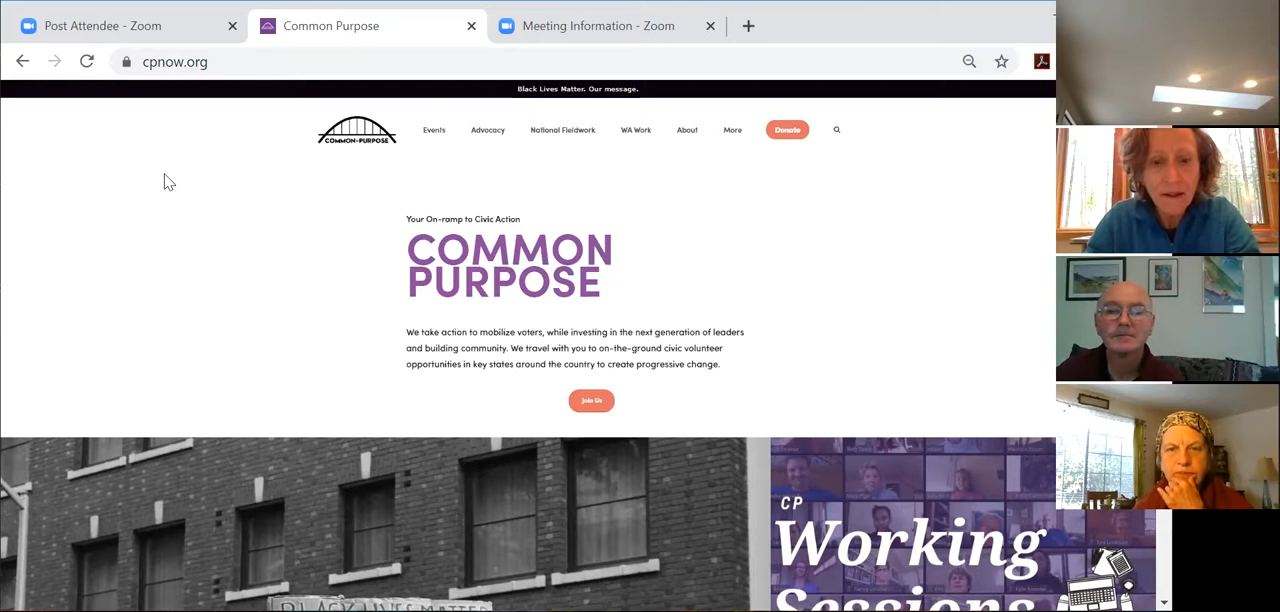 Post Attendee - Zoom
Common Purpose
Meeting Information - Zoom
cpnow.org
Black Lives Matter. Our message.
COMMON-PURPOSE
Events
Advocacy
National Fieldwork
WA Work
About
More
Donate
Your On-ramp to Civic Action
COMMON
PURPOSE
We take action to mobilize voters, while investing in the next generation of leaders
and building community. We travel with you to on-the-ground civic volunteer
opportunities in key states around the country to create progressive change.
Join Us
BLACK LIVES MATTER
CP
Working
Sessions